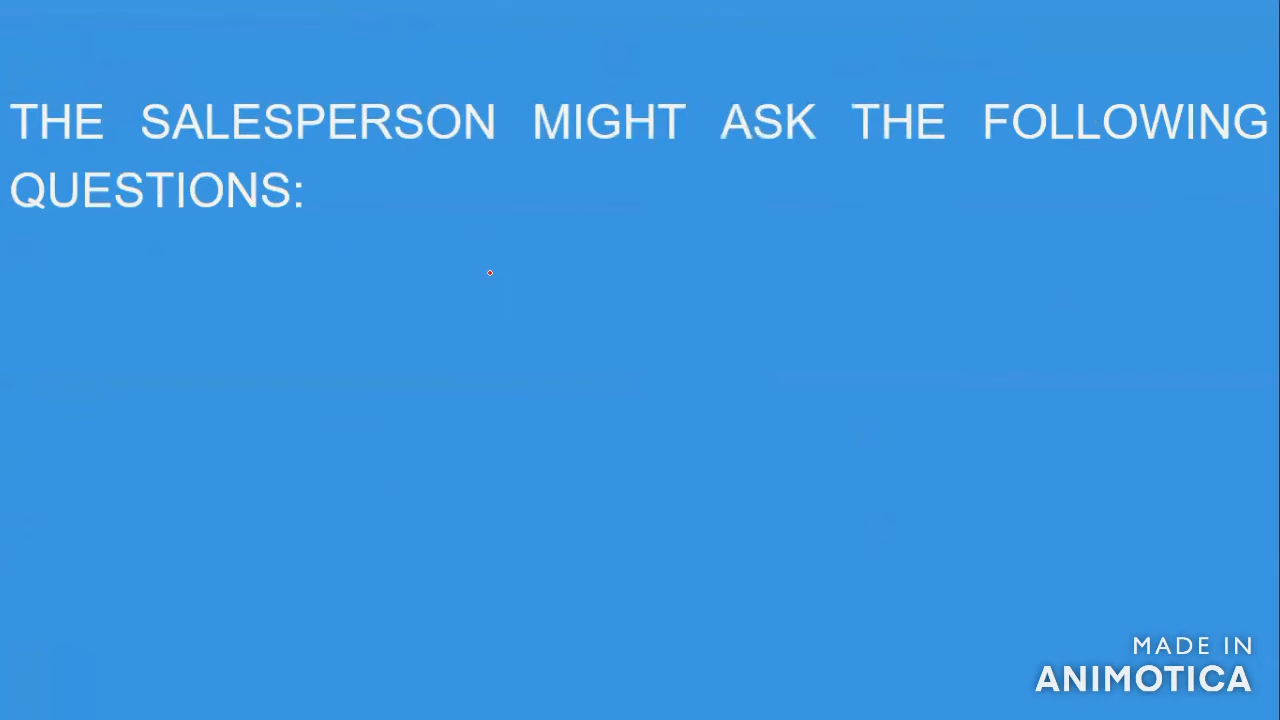 THE SALESPERSON MIGHT ASK THE FOLLOWING
QUESTIONS:
MADE IN
ANIMOTICA